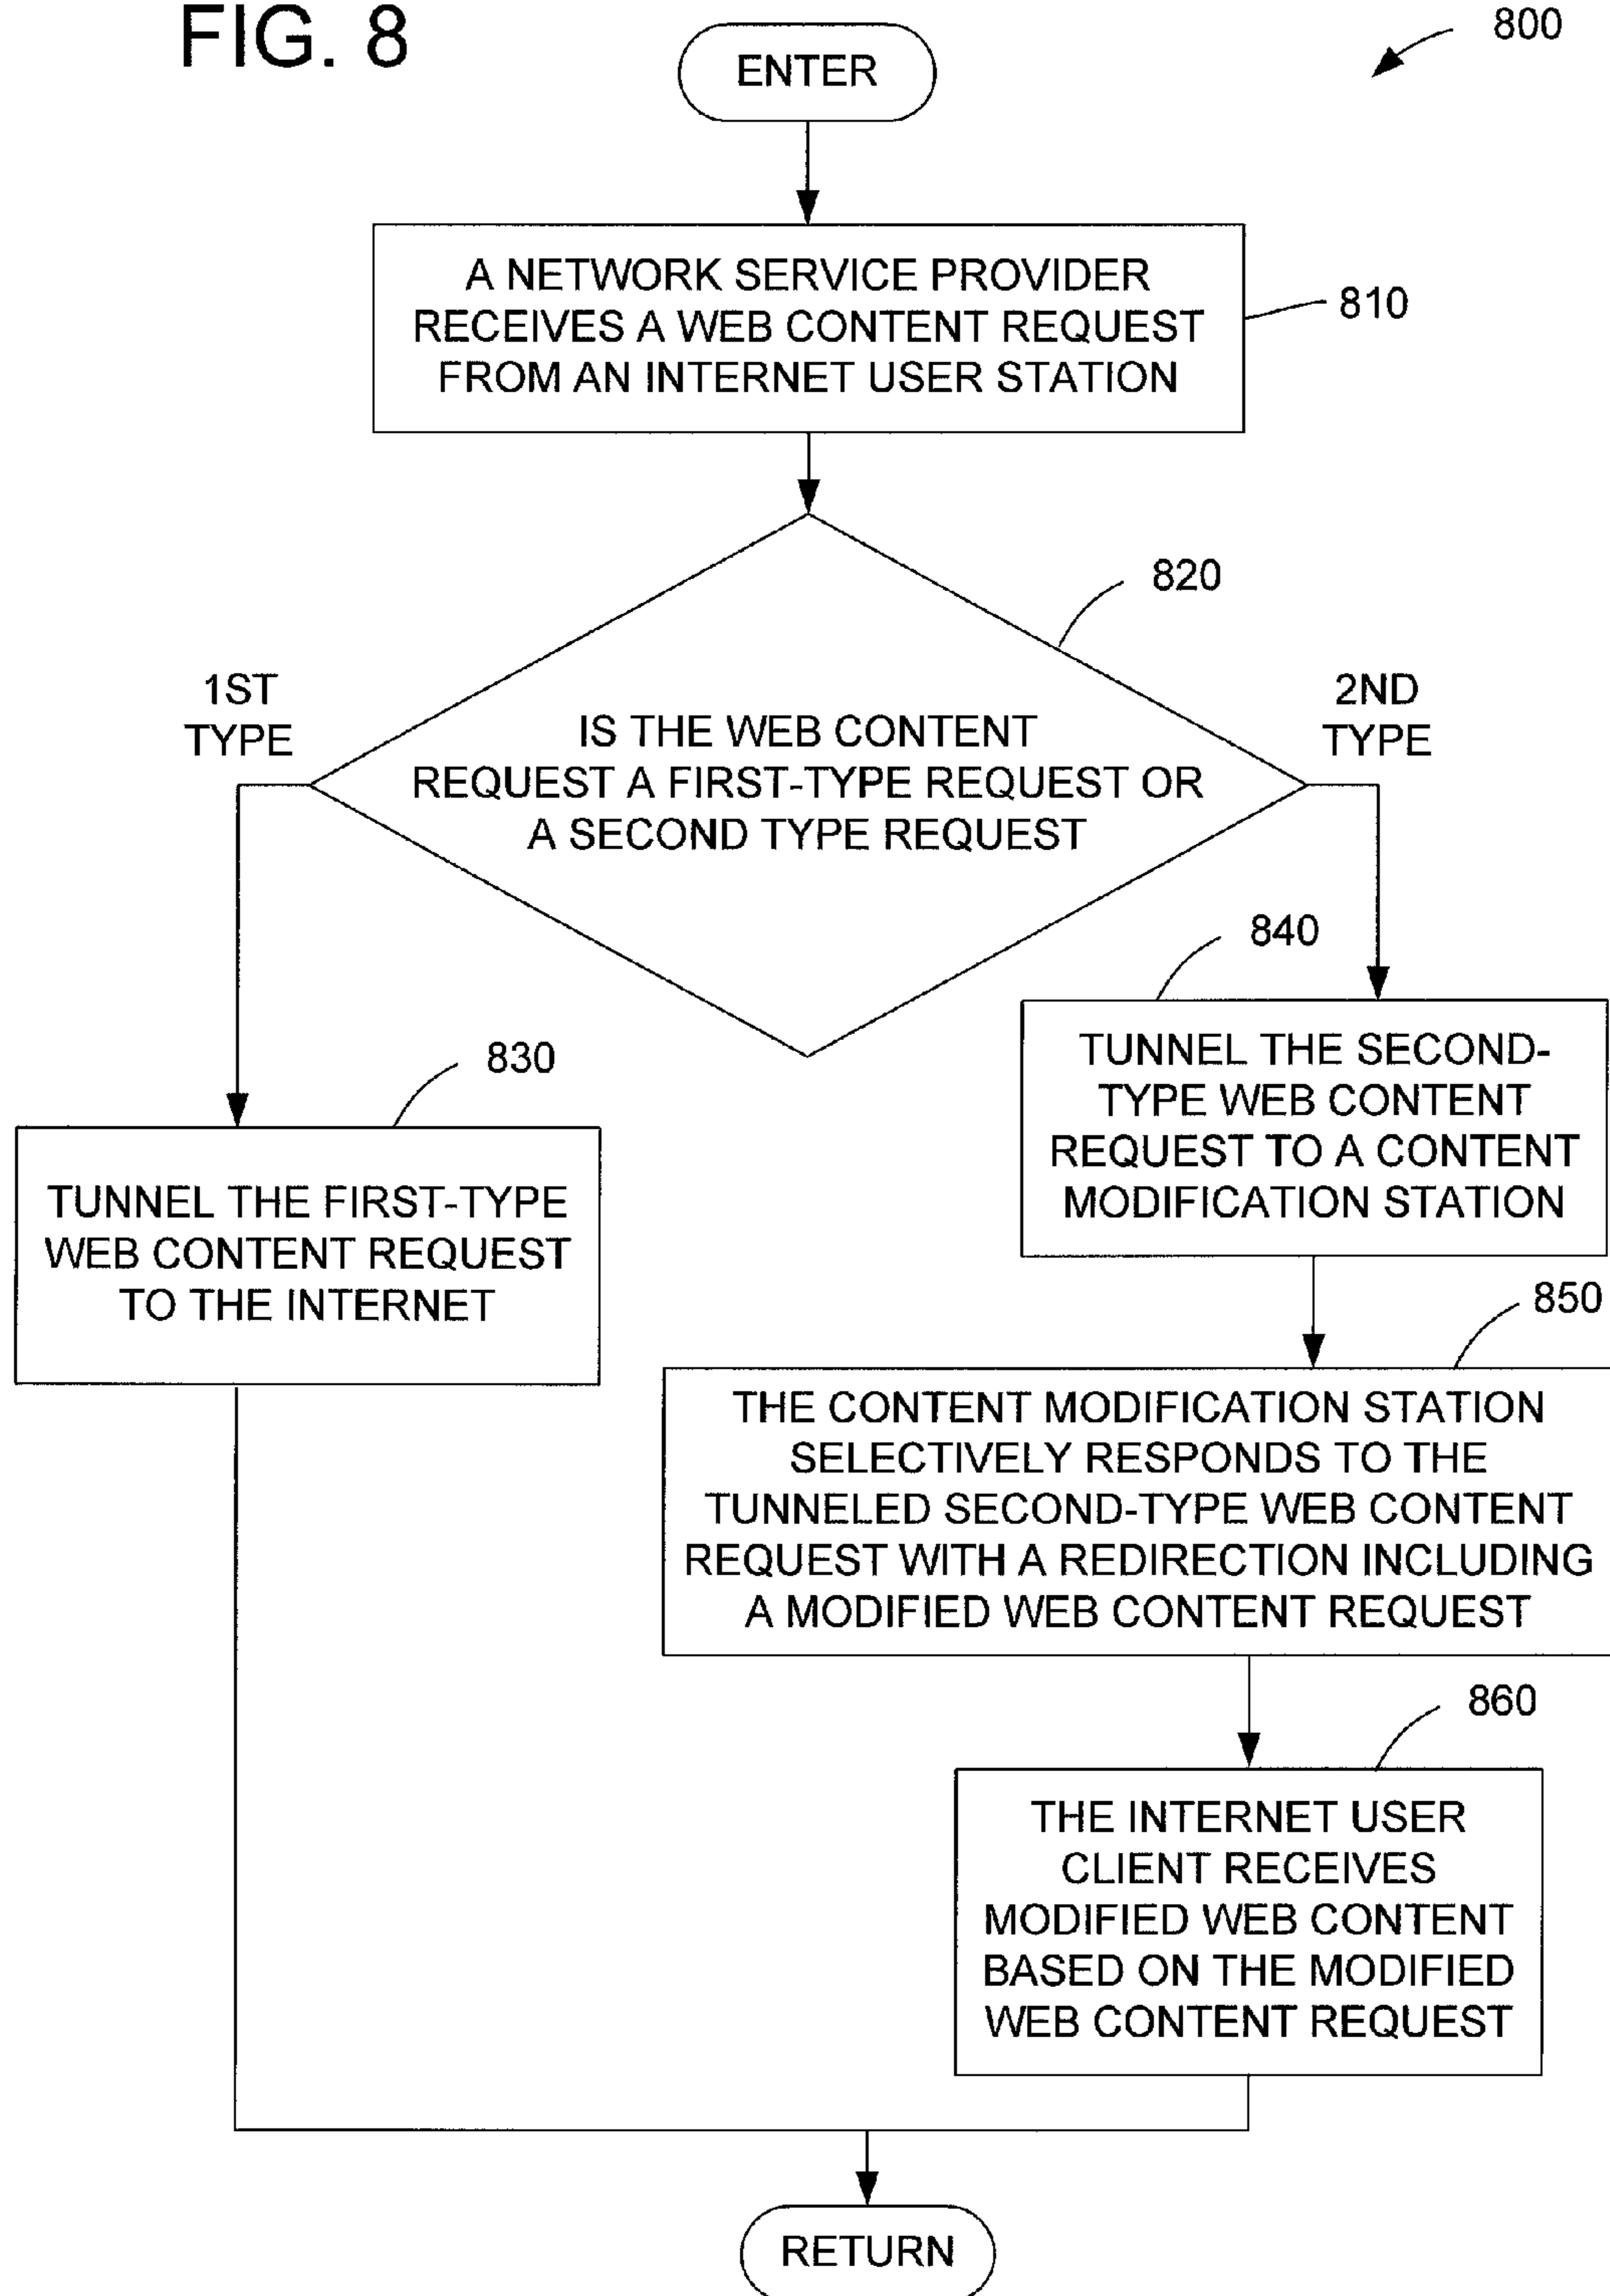 FIG. 8
800
ENTER
A NETWORK SERVICE PROVIDER
RECEIVES A WEB CONTENT REQUEST
FROM AN INTERNET USER STATION
810
820
1ST
TYPE
2ND
TYPE
IS THE WEB CONTENT
REQUEST A FIRST-TYPE REQUEST OR
A SECOND TYPE REQUEST
840
830
TUNNEL THE SECOND-
TYPE WEB CONTENT
REQUEST TO A CONTENT
MODIFICATION STATION
TUNNEL THE FIRST-TYPE
WEB CONTENT REQUEST
TO THE INTERNET
850
THE CONTENT MODIFICATION STATION
SELECTIVELY RESPONDS TO THE
TUNNELED SECOND-TYPE WEB CONTENT
REQUEST WITH A REDIRECTION INCLUDING
A MODIFIED WEB CONTENT REQUEST
860
THE INTERNET USER
CLIENT RECEIVES
MODIFIED WEB CONTENT
BASED ON THE MODIFIED
WEB CONTENT REQUEST
RETURN